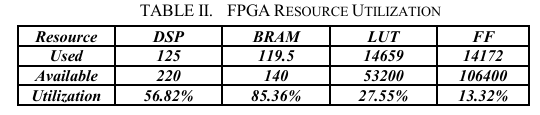 TABLE II. FPGA RESOURCE UTILIZATION
Resource DSP BRAM LUT FF
Used 125 119.5 14659 14172
Available 220 140 53200 106400
Utilization 56.82% 85.36% 27.55% 13.32%